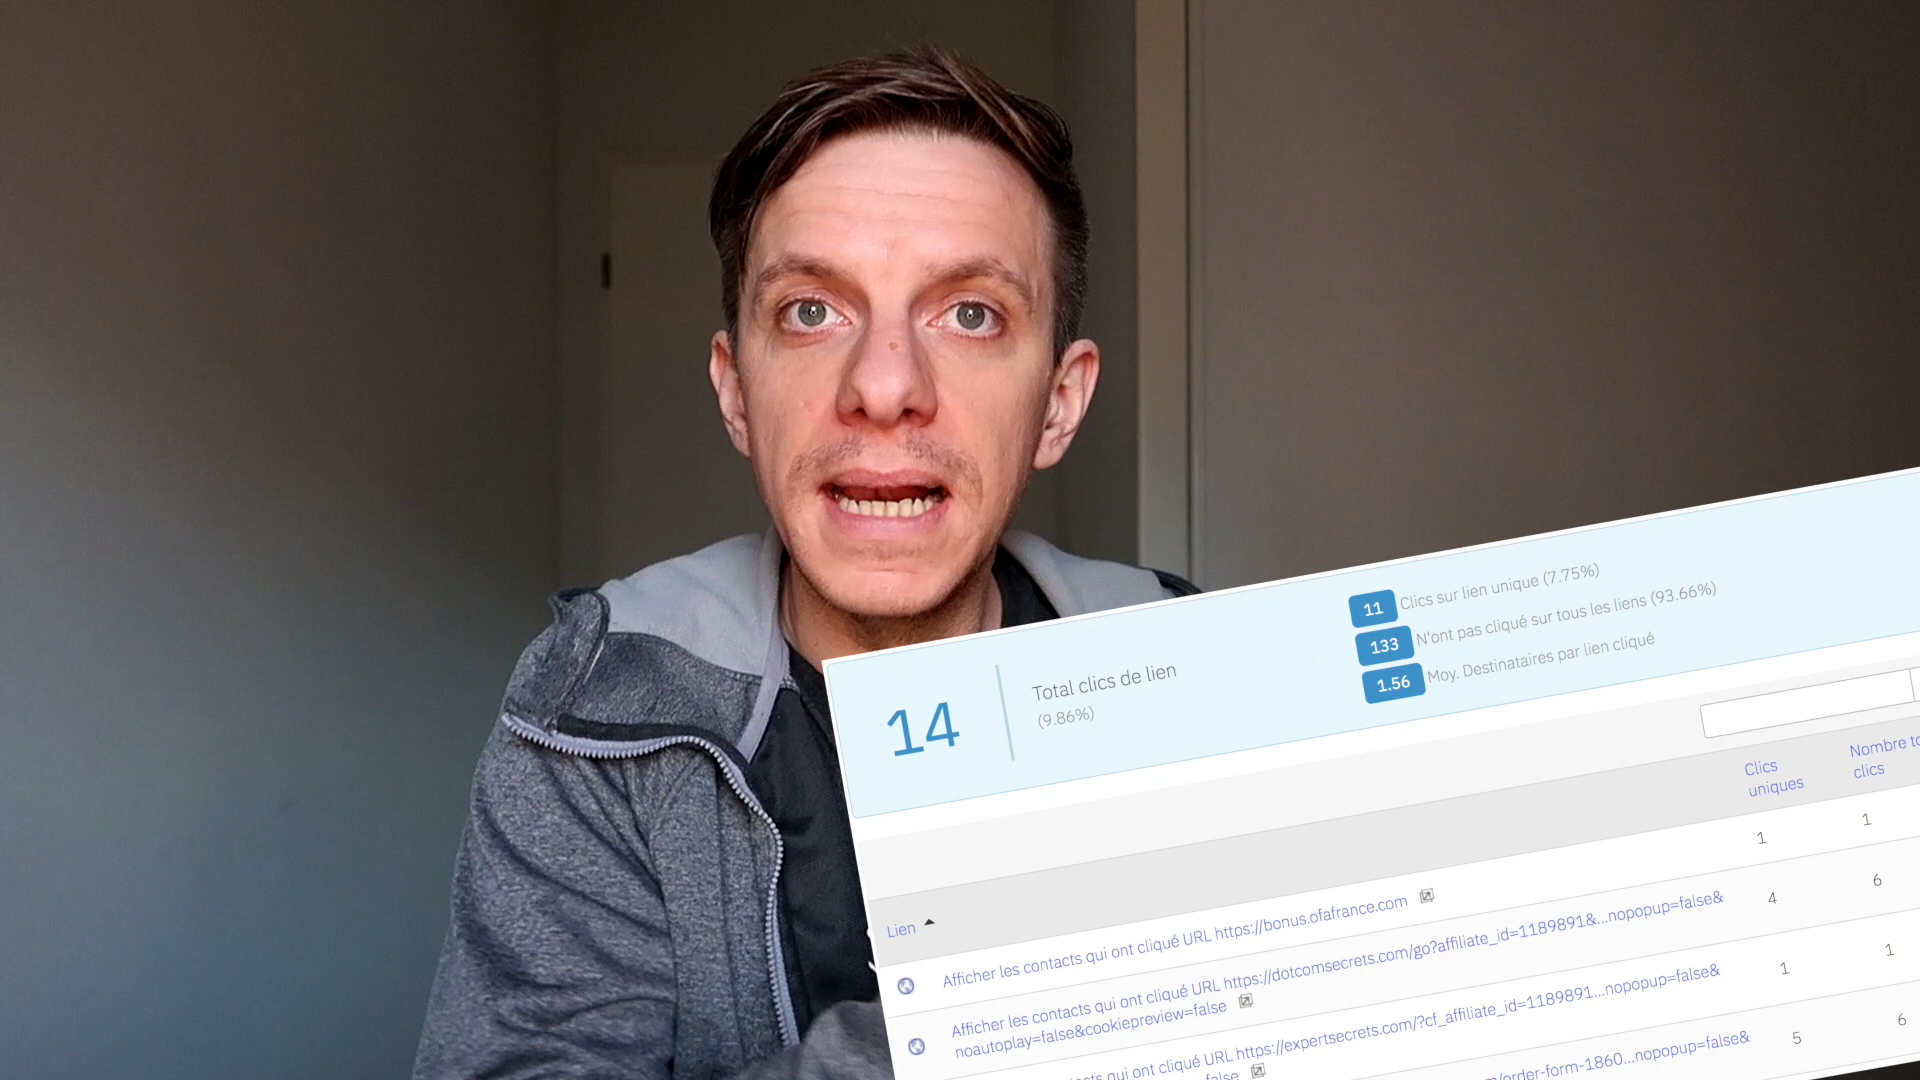 14
Total clics de lien
(9.86%)
11 Clics sur lien unique (7.75%)
133 N'ont pas cliqué sur tous les liens (93.66%)
1.56 Moy. Destinataires par lien cliqué
Lien
Clics
uniques
Nombre
clics
Afficher les contacts qui ont cliqué URL https://bonus.ofafrance.com
1 1
Afficher les contacts qui ont cliqué URL https://dotcomsecrets.com/go?affiliate_id=1189891&...nopopup=false&
noautoplay=false&cookiepreview=false
4 6
qui ont cliqué URL https://expertsecrets.com/?cf_affiliate_id=1189891...nopopup=false&
1 1
/order-form-1860...nopopup=false&
5 6